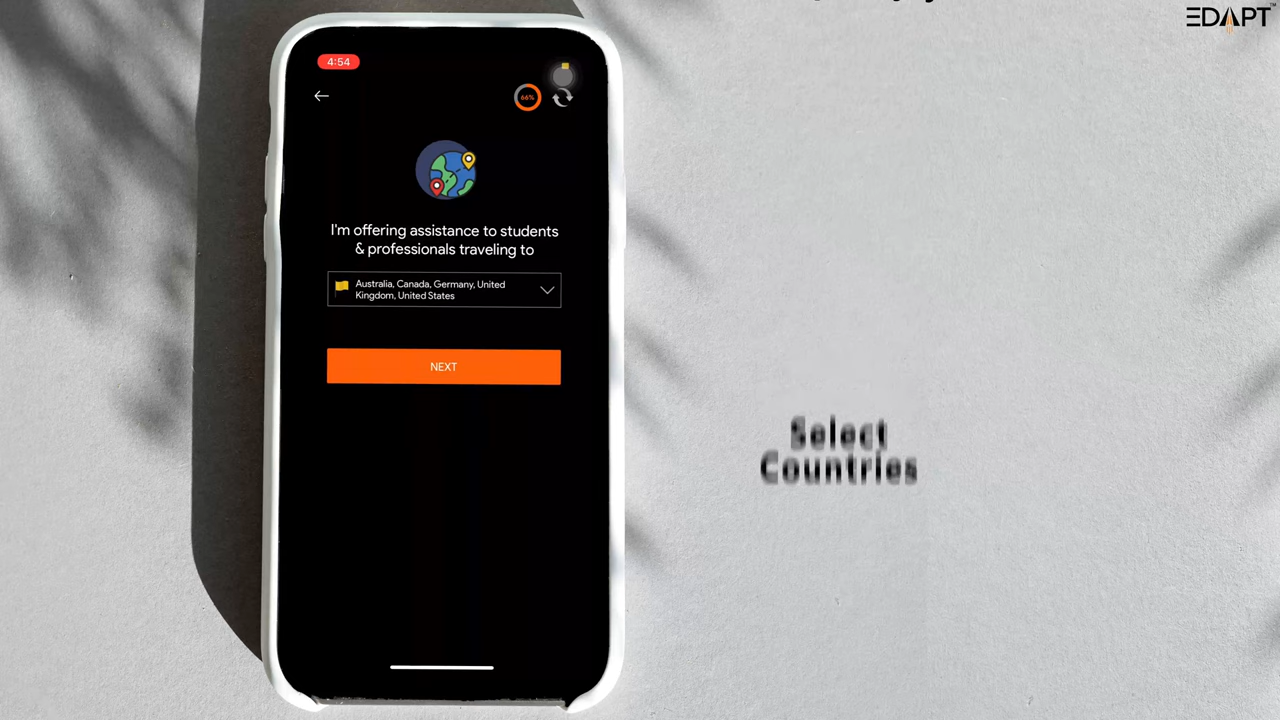 EDAPT™
4:54
66%
I'm offering assistance to students
& professionals traveling to
Australia, Canada, Germany, United
Kingdom, United States
NEXT
Select
Countries